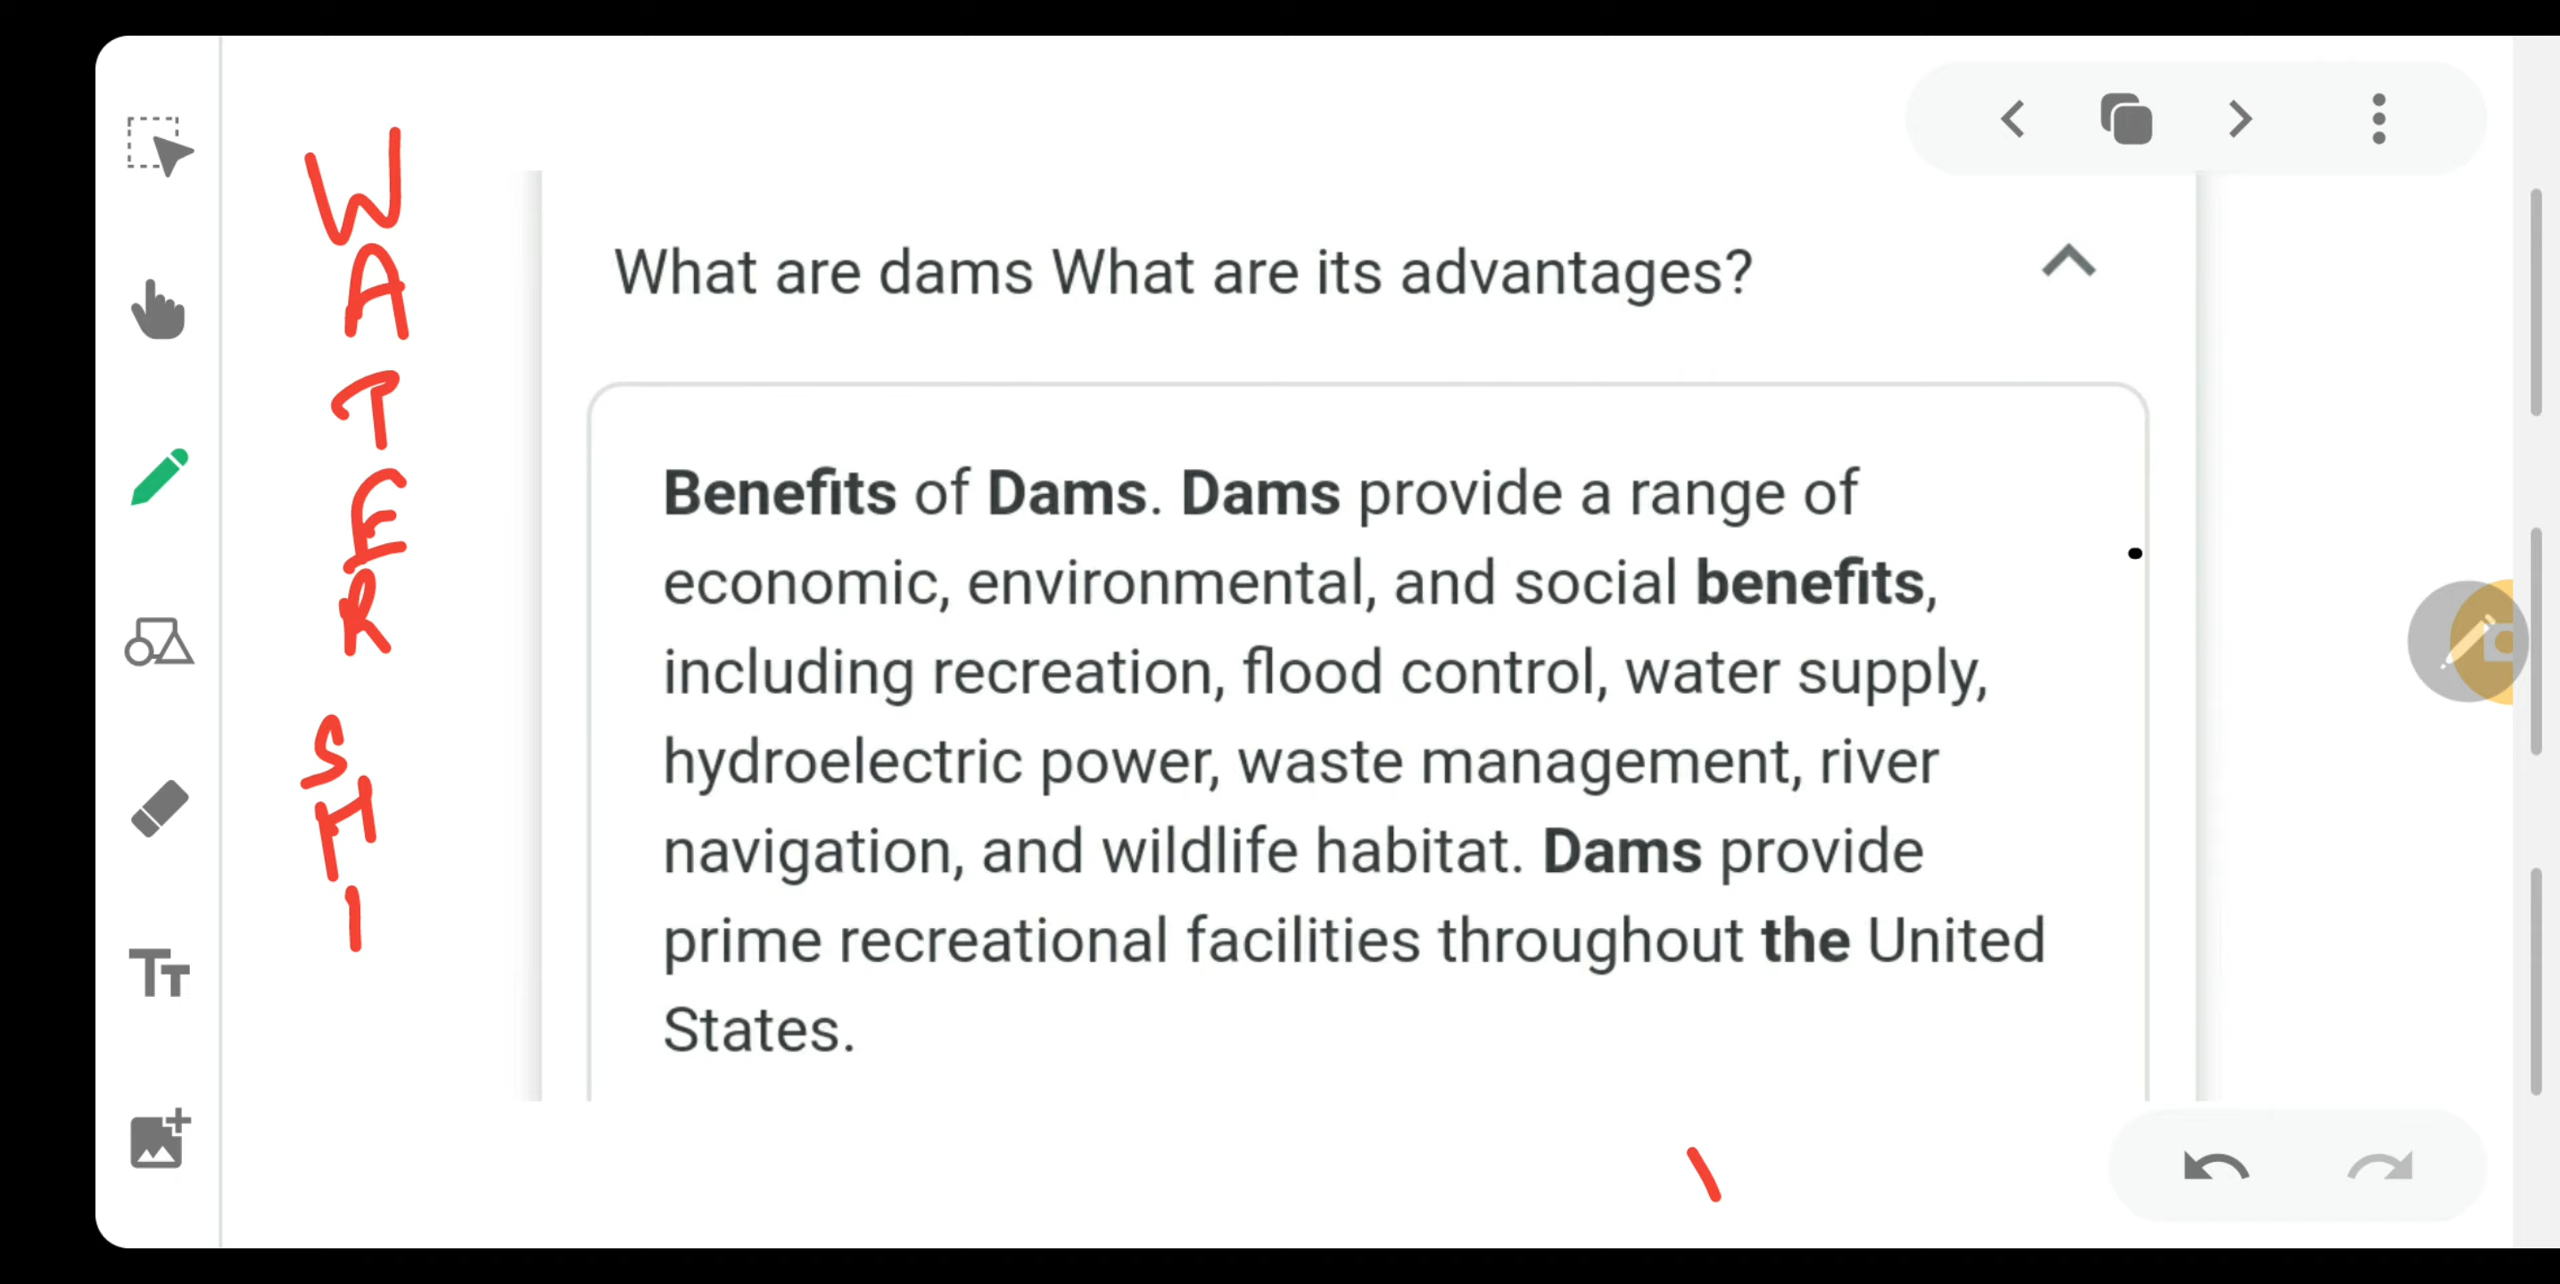 WATER
SHI
What are dams What are its advantages?
Benefits of Dams. Dams provide a range of
economic, environmental, and social benefits,
including recreation, flood control, water supply,
hydroelectric power, waste management, river
navigation, and wildlife habitat. Dams provide
prime recreational facilities throughout the United
States.
Tт